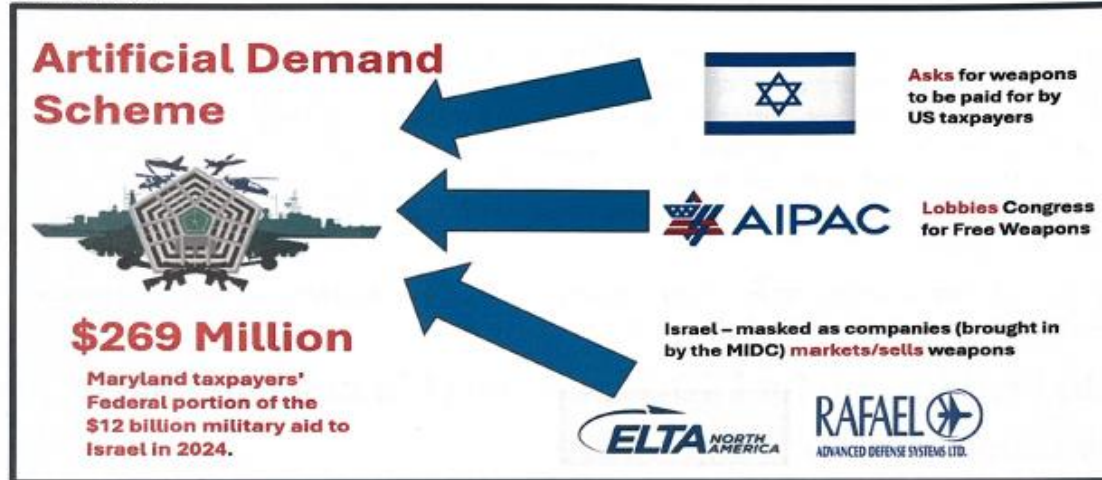 Artificial Demand
Scheme
Asks for weapons
to be paid for by
US taxpayers
AIPAC
Lobbies Congress
for Free Weapons
$269 Million
Maryland taxpayers'
Federal portion of the
$12 billion military aid to
Israel in 2024.
Israel – masked as companies (brought in
by the MIDC) markets/sells weapons
ELTA NORTH
AMERICA
RAFAEL
ADVANCED DEFENSE SYSTEMS LTD.